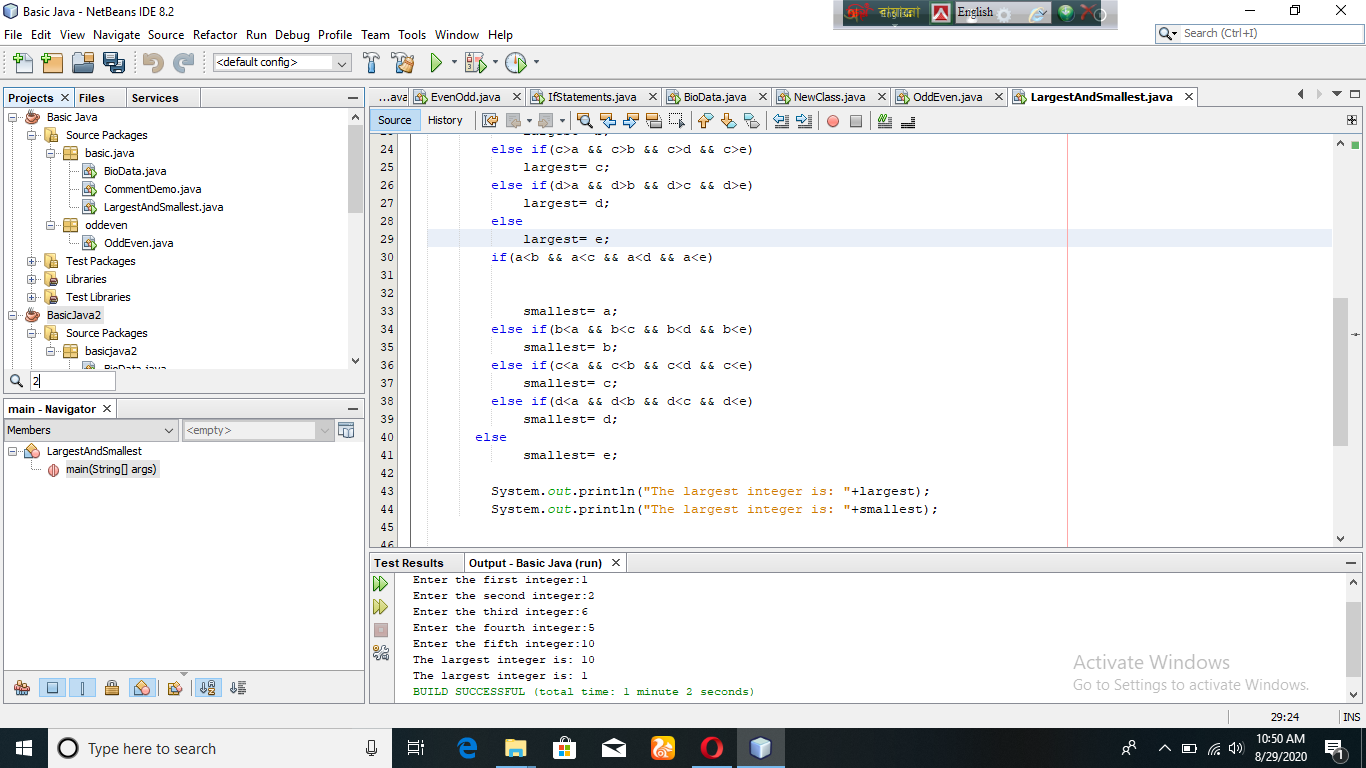 Basic Java - NetBeans IDE 8.2
বায়ান্নো English
File Edit View Navigate Source Refactor Run Debug Profile Team Tools Window Help
Search (Ctrl+I)
<default config>
Projects Files Services
Basic Java
Source Packages
basic.java
BioData.java
CommentDemo.java
LargestAndSmallest.java
oddeven
OddEven.java
Test Packages
Libraries
Test Libraries
BasicJava2
Source Packages
basicjava2
BioData.java
2
main - Navigator
Members <empty>
LargestAndSmallest
main(String[] args)
...ava EvenOdd.java IfStatements.java BioData.java NewClass.java OddEven.java LargestAndSmallest.java
Source History
23 largest= b;
24 else if(c>a && c>b && c>d && c>e)
25 largest= c;
26 else if(d>a && d>b && d>c && d>e)
27 largest= d;
28 else
29 largest= e;
30 if(a<b && a<c && a<d && a<e)
31
32
33 smallest= a;
34 else if(b<a && b<c && b<d && b<e)
35 smallest= b;
36 else if(c<a && c<b && c<d && c<e)
37 smallest= c;
38 else if(d<a && d<b && d<c && d<e)
39 smallest= d;
40 else
41 smallest= e;
42
43 System.out.println("The largest integer is: "+largest);
44 System.out.println("The largest integer is: "+smallest);
45
46
Test Results Output - Basic Java (run)
Enter the first integer:1
Enter the second integer:2
Enter the third integer:6
Enter the fourth integer:5
Enter the fifth integer:10
The largest integer is: 10
The largest integer is: 1
BUILD SUCCESSFUL (total time: 1 minute 2 seconds)
Activate Windows
Go to Settings to activate Windows.
29:24 INS
Type here to search
10:50 AM
8/29/2020
1